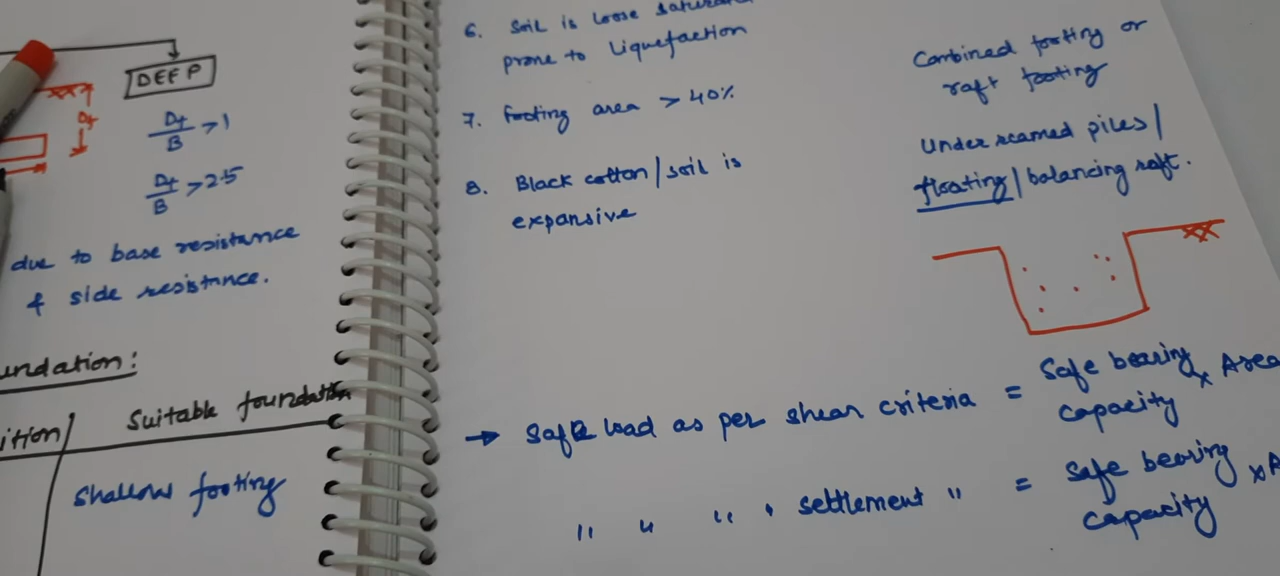 DEEP
Df
Df/B > 1
Df/B > 2.5
due to base resistance
& side resistance.
undation:
ition/
Suitable foundation
Shallow footing
6. Soil is loose saturat
prone to Liquefaction
7. footing area > 40%
Combined footing or
raft footing
8. Black cotton/soil is
expansive
Under reamed piles/
floating/balancing raft.
→ Safe load as per shear criteria = Safe bearing capacity × Area
" " " " settlement " = Safe bearing capacity × A